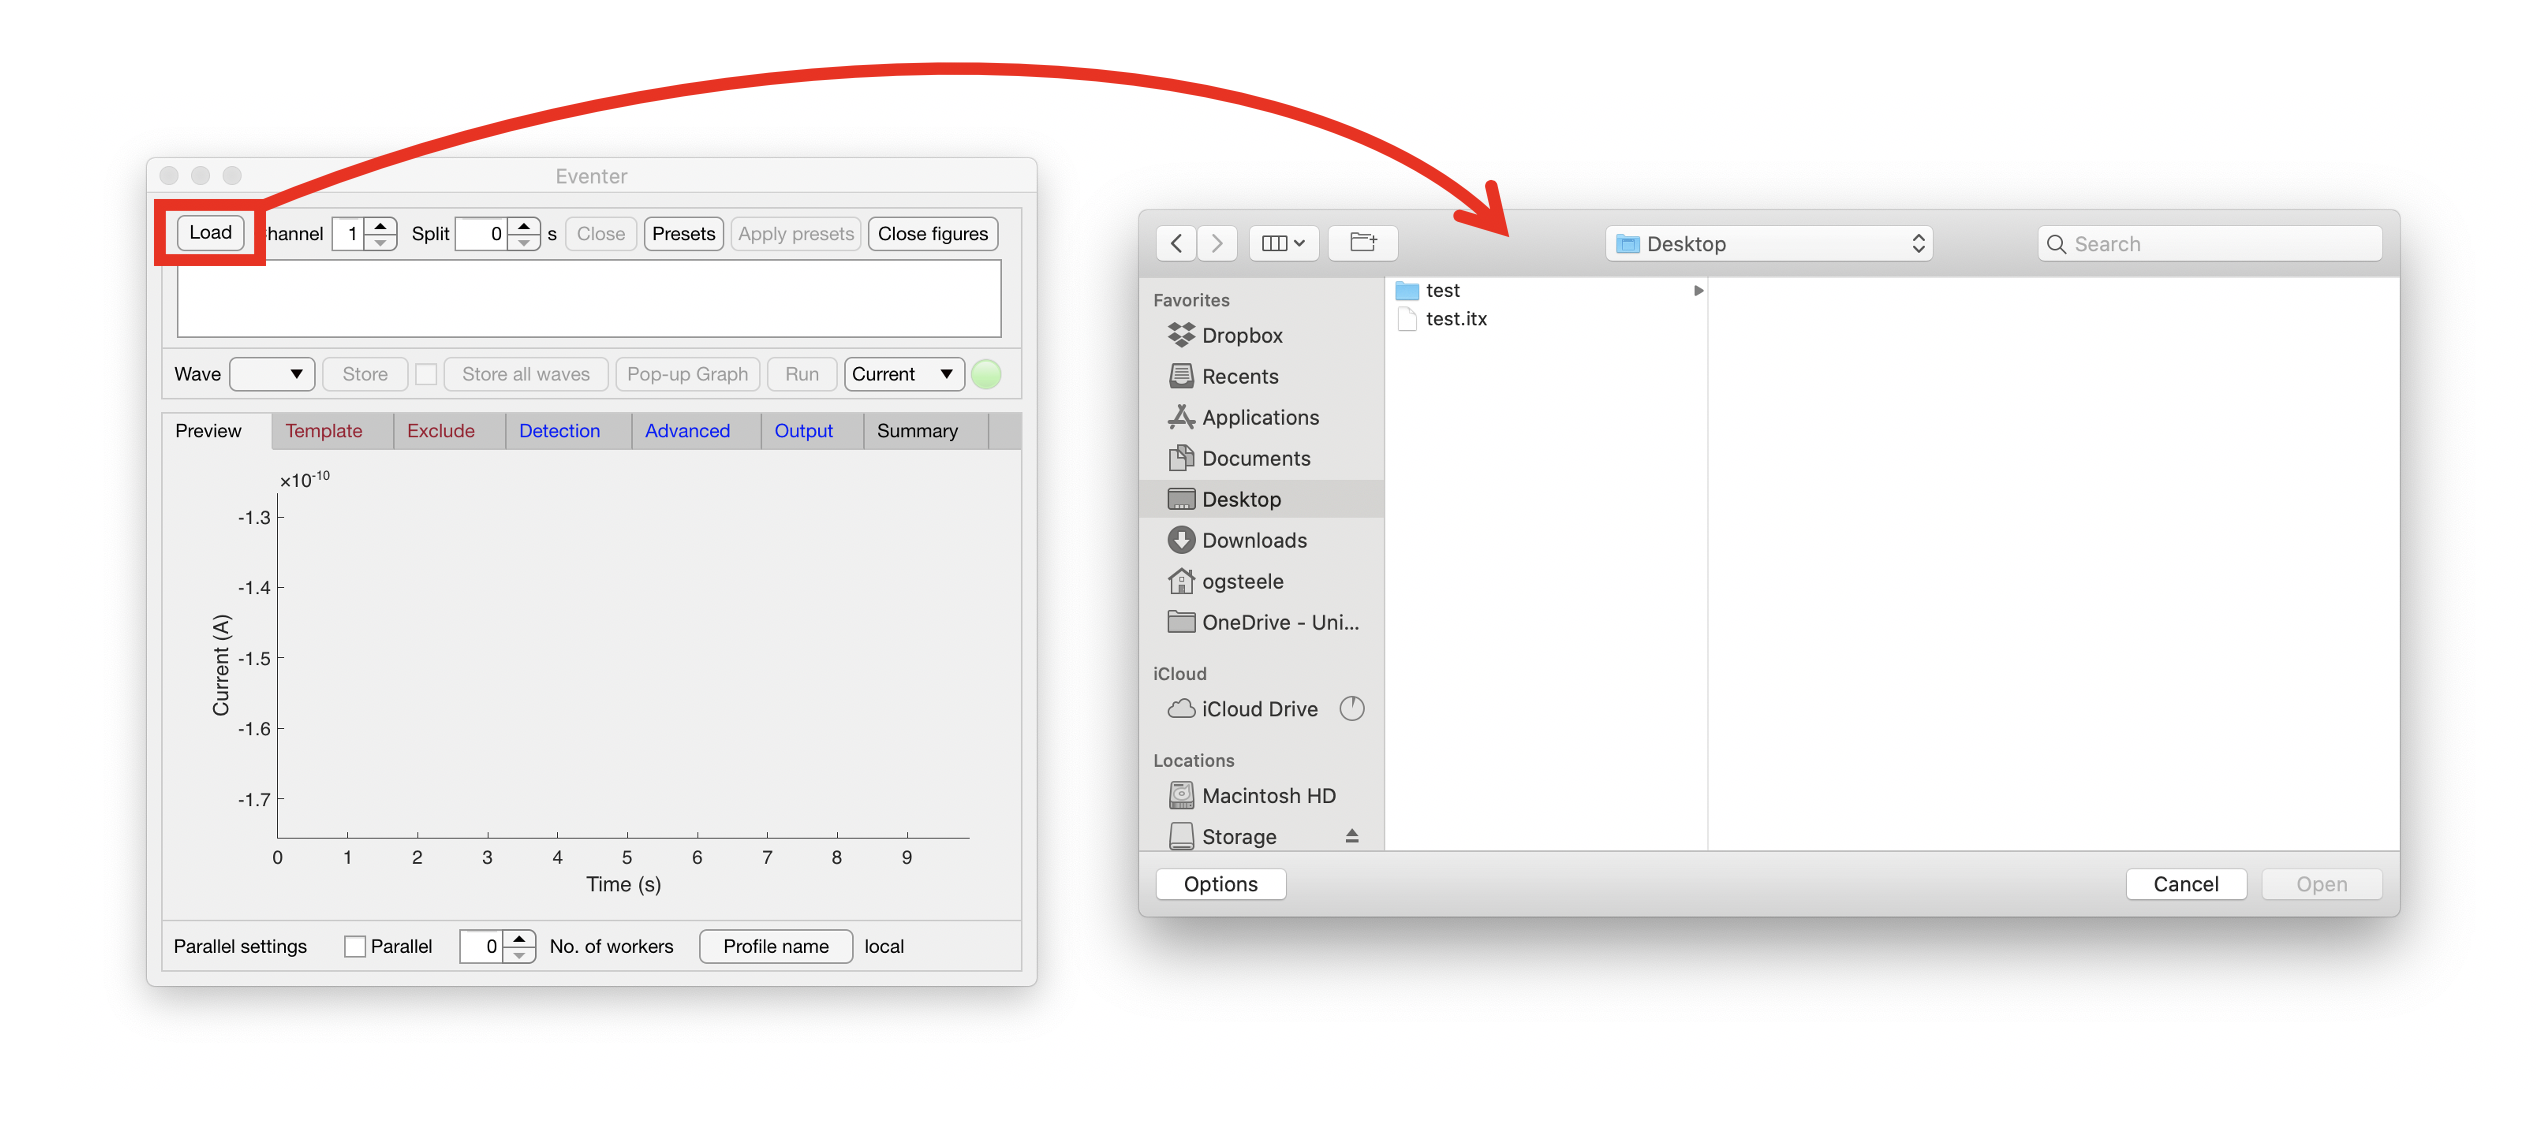 Eventer
Load hannel 1 Split 0 s Close Presets Apply presets Close figures
Wave Store Store all waves Pop-up Graph Run Current
Preview Template Exclude Detection Advanced Output Summary
×10-10
-1.3
-1.4
-1.5
-1.6
-1.7
Current (A)
0 1 2 3 4 5 6 7 8 9
Time (s)
Parallel settings Parallel 0 No. of workers Profile name local
Desktop Search
Favorites
Dropbox
Recents
Applications
Documents
Desktop
Downloads
ogsteele
OneDrive - Uni...
iCloud
iCloud Drive
Locations
Macintosh HD
Storage
test
test.itx
Options Cancel Open